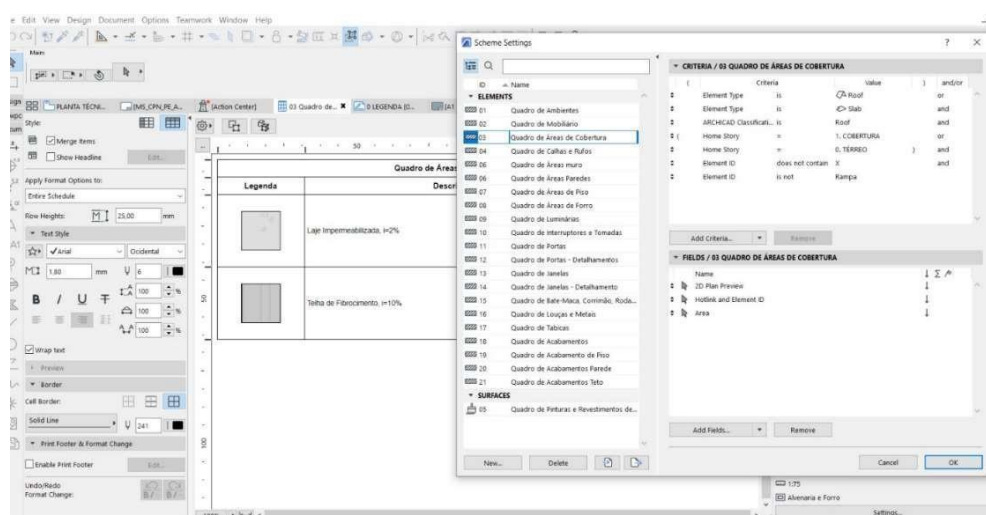 Edit View Design Document Options Teamwork Window Help
Main:
PLANTA TÉCNI...
[IMS_CPN_PE_A...
[Action Center]
03 Quadro de...
0 LEGENDA [0...
Style:
Merge Items
Show Headline
Edit...
Apply Format Options to:
Entire Schedule
Row Heights:
25,00
mm
Text Style
Arial
Ocidental
1,80
mm
6
100
%
B I U T
100
%
100
%
Wrap text
Preview
Border
Cell Border:
Solid Line
241
Print Footer & Format Change
Enable Print Footer
Edit...
Undo/Redo
Format Change:
50
50
100
Quadro de Áreas
Legenda
Descri
Laje Impermeabilizada, i=2%
Telha de Fibrocimento, i=10%
Scheme Settings
ID
Name
ELEMENTS
01 Quadro de Ambientes
02 Quadro de Mobiliário
03 Quadro de Áreas de Cobertura
04 Quadro de Calhas e Rufos
06 Quadro de Áreas muro
06 Quadro de Áreas Paredes
07 Quadro de Áreas de Piso
08 Quadro de Áreas de Forro
09 Quadro de Luminárias
10 Quadro de Interruptores e Tomadas
11 Quadro de Portas
12 Quadro de Portas - Detalhamentos
13 Quadro de Janelas
14 Quadro de Janelas - Detalhamento
15 Quadro de Bate-Maca, Corrimão, Roda...
16 Quadro de Louças e Metais
17 Quadro de Tabicas
18 Quadro de Acabamentos
19 Quadro de Acabamento de Piso
20 Quadro de Acabamentos Parede
21 Quadro de Acabamentos Teto
SURFACES
05 Quadro de Pinturas e Revestimentos de...
New...
Delete
CRITERIA / 03 QUADRO DE ÁREAS DE COBERTURA
( Criteria Value ) and/or
Element Type is Roof or
Element Type is Slab and
ARCHICAD Classificati... is Roof and
( Home Story = 1. COBERTURA or
Home Story = 0. TÉRREO ) and
Element ID does not contain X and
Element ID is not Rampa
Add Criteria...
Remove
FIELDS / 03 QUADRO DE ÁREAS DE COBERTURA
Name
2D Plan Preview
Hotlink and Element ID
Area
Add Fields...
Remove
Cancel
OK
1:75
Alvenaria e Forro
Settings...